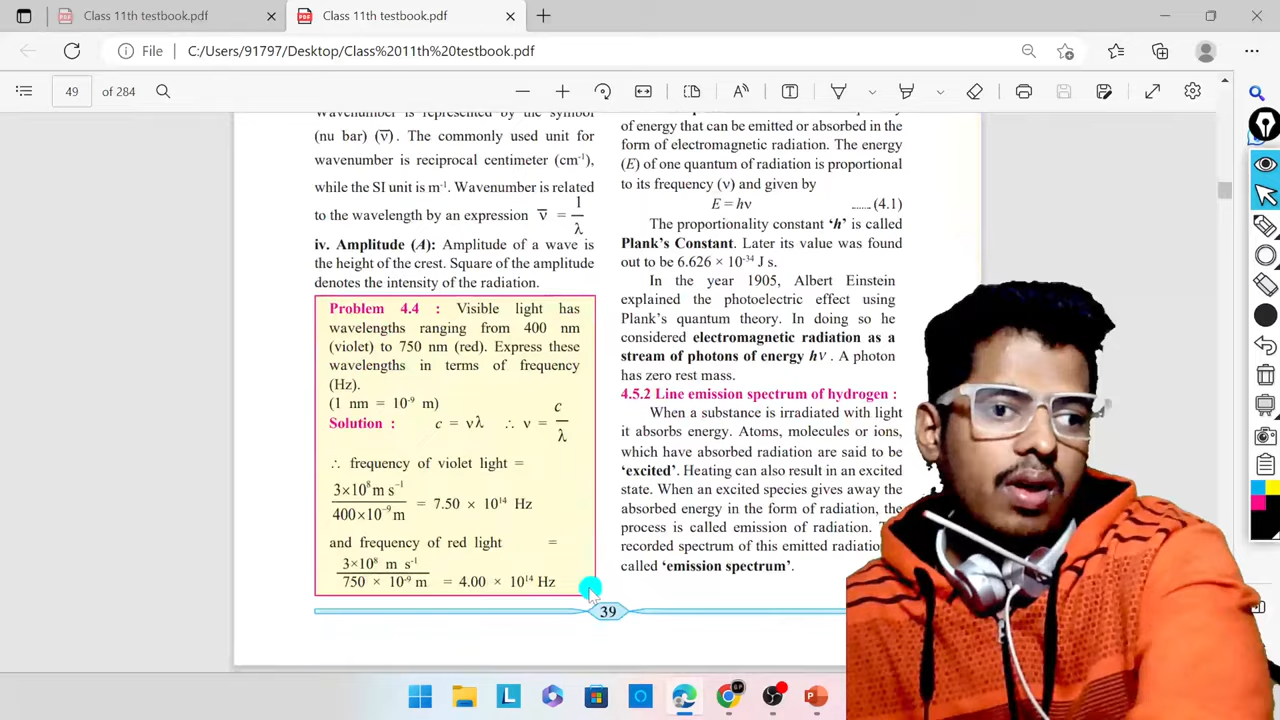 Class 11th testbook.pdf
Class 11th testbook.pdf
File
C:/Users/91797/Desktop/Class%2011th%20testbook.pdf
49 of 284
(nu bar) (ν̅). The commonly used unit for
wavenumber is reciprocal centimeter (cm⁻¹),
while the SI unit is m⁻¹. Wavenumber is related
to the wavelength by an expression ν̅ = 1/λ
iv. Amplitude (A): Amplitude of a wave is
the height of the crest. Square of the amplitude
denotes the intensity of the radiation.
Problem 4.4 : Visible light has
wavelengths ranging from 400 nm
(violet) to 750 nm (red). Express these
wavelengths in terms of frequency
(Hz).
(1 nm = 10⁻⁹ m)
Solution : c = νλ ∴ ν = c/λ
∴ frequency of violet light =
3×10⁸m s⁻¹
400×10⁻⁹m
= 7.50 × 10¹⁴ Hz
and frequency of red light =
3×10⁸ m s⁻¹
750 × 10⁻⁹ m
= 4.00 × 10¹⁴ Hz
of energy that can be emitted or absorbed in the
form of electromagnetic radiation. The energy
(E) of one quantum of radiation is proportional
to its frequency (ν) and given by
E = hν ....... (4.1)
The proportionality constant ‘h’ is called
Plank’s Constant. Later its value was found
out to be 6.626 × 10⁻³⁴ J s.
In the year 1905, Albert Einstein
explained the photoelectric effect using
Plank’s quantum theory. In doing so he
considered electromagnetic radiation as a
stream of photons of energy hν . A photon
has zero rest mass.
4.5.2 Line emission spectrum of hydrogen :
When a substance is irradiated with light
it absorbs energy. Atoms, molecules or ions,
which have absorbed radiation are said to be
‘excited’. Heating can also result in an excited
state. When an excited species gives away the
absorbed energy in the form of radiation, the
process is called emission of radiation.
recorded spectrum of this emitted radiation
called ‘emission spectrum’.
39